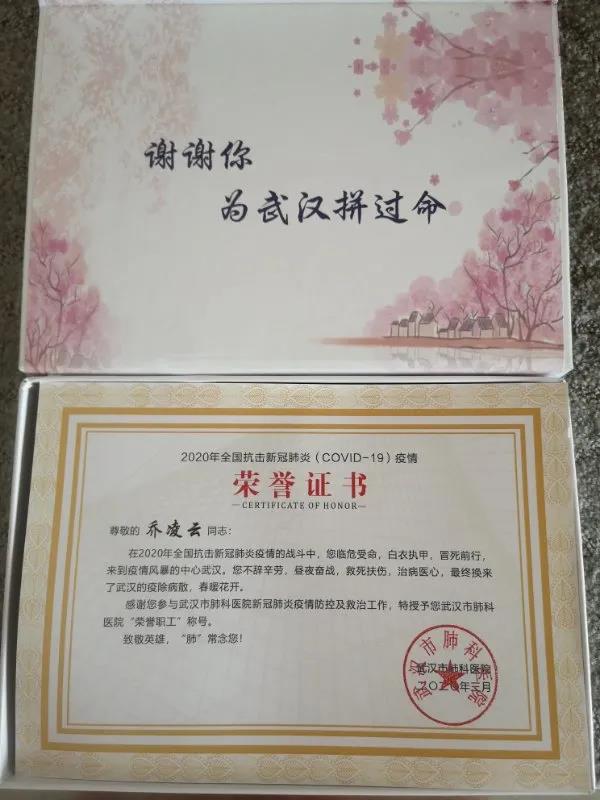 谢谢你
为武汉拼过命
2020年全国抗击新冠肺炎（COVID-19）疫情
荣誉证书
CERTIFICATE OF HONOR
尊敬的 乔凌云 同志：
在2020年全国抗击新冠肺炎疫情的战斗中，您临危受命，白衣执甲，冒死前行，
来到疫情风暴的中心武汉。您不辞辛劳，昼夜奋战，救死扶伤，治病医心，最终换来
了武汉的疫除病散，春暖花开。
感谢您参与武汉市肺科医院新冠肺炎疫情防控及救治工作，特授予您武汉市肺科
医院“荣誉职工”称号。
致敬英雄，“肺”常念您！
武汉市肺科医院
武汉市肺科医院
二〇二〇年三月